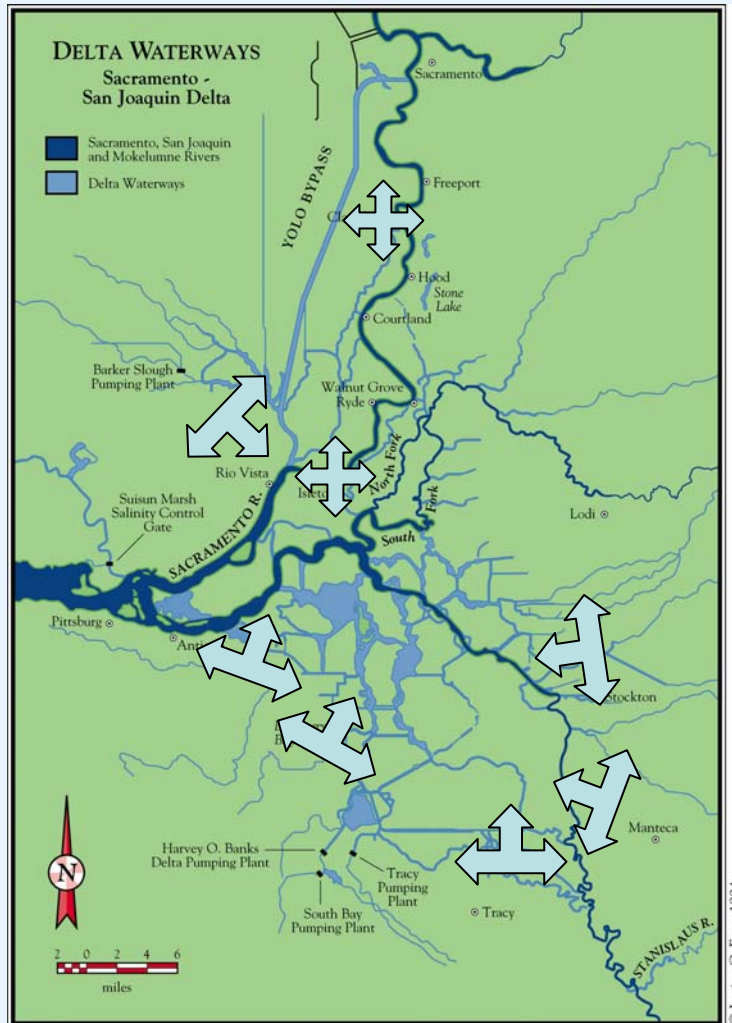 DELTA WATERWAYS
Sacramento -
San Joaquin Delta
Sacramento, San Joaquin
and Mokelumne Rivers
Delta Waterways
YOLO BYPASS
Sacramento
Freeport
Hood
Stone
Lake
Courtland
Barker Slough
Pumping Plant
Walnut Grove
Ryde
North Fork
Rio Vista
South
Fork
Lodi
Suisun Marsh
Salinity Control
Gate
SACRAMENTO R.
Pittsburg
Stockton
Manteca
Harvey O. Banks
Delta Pumping Plant
Tracy
Pumping
Plant
South Bay
Pumping Plant
Tracy
STANISLAUS R.
N
2 0 2 4 6
miles